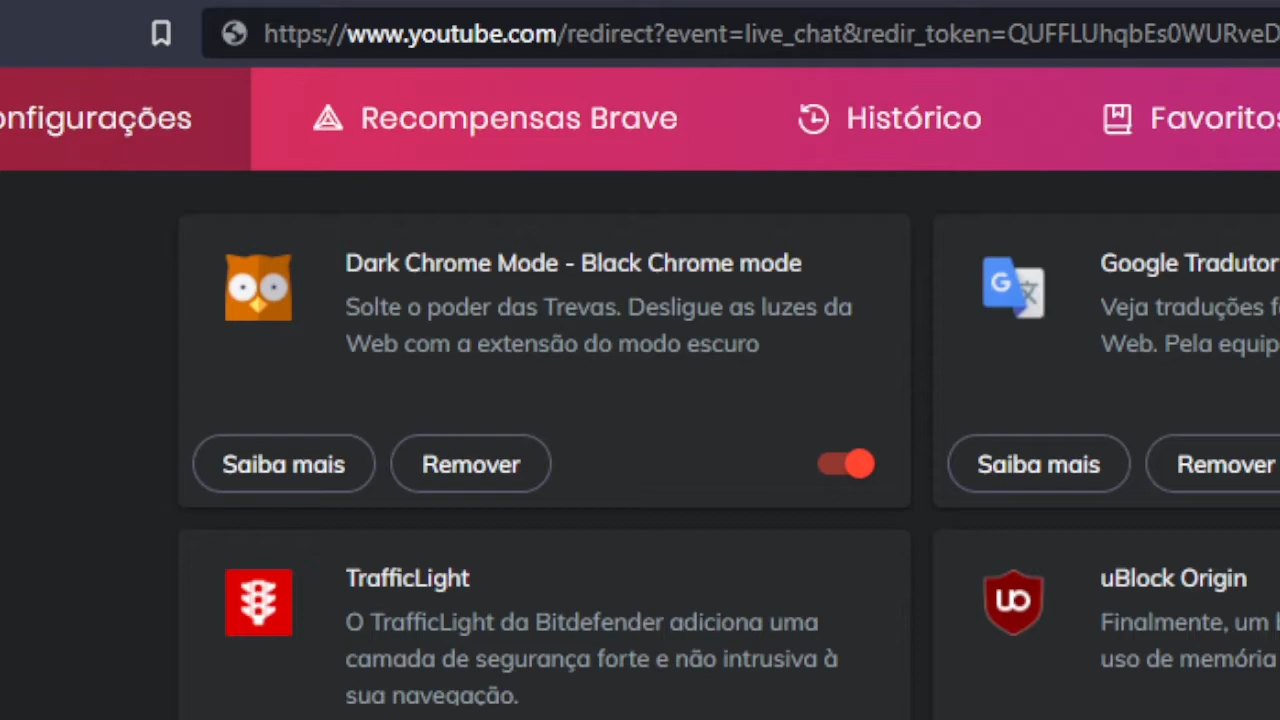 https://www.youtube.com/redirect?event=live_chat&redir_token=QUFFLUhqbEs0WURveD
onfigurações
Recompensas Brave
Histórico
Favoritos
Dark Chrome Mode - Black Chrome mode
Solte o poder das Trevas. Desligue as luzes da
Web com a extensão do modo escuro
Saiba mais
Remover
Google Tradutor
Veja traduções f
Web. Pela equip
Saiba mais
Remover
TrafficLight
O TrafficLight da Bitdefender adiciona uma
camada de segurança forte e não intrusiva à
sua navegação.
uBlock Origin
Finalmente, um
uso de memória